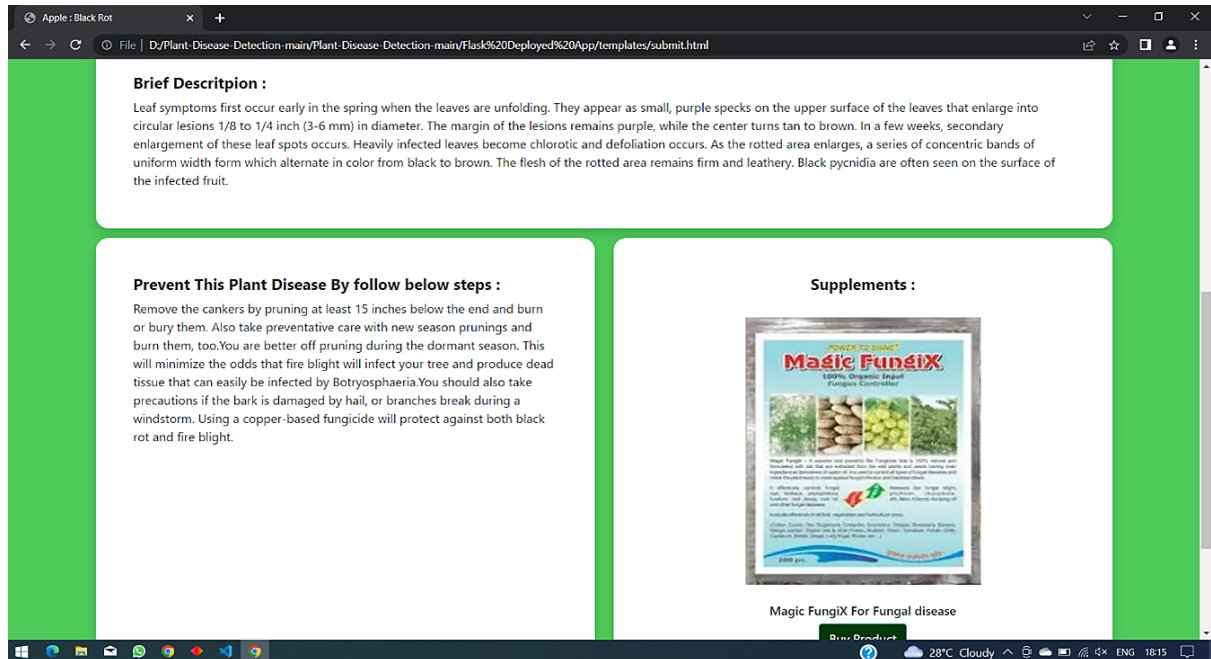 Apple : Black Rot
File | D:/Plant-Disease-Detection-main/Plant-Disease-Detection-main/Flask%20Deployed%20App/templates/submit.html
Brief Descritpion :
Leaf symptoms first occur early in the spring when the leaves are unfolding. They appear as small, purple specks on the upper surface of the leaves that enlarge into
circular lesions 1/8 to 1/4 inch (3-6 mm) in diameter. The margin of the lesions remains purple, while the center turns tan to brown. In a few weeks, secondary
enlargement of these leaf spots occurs. Heavily infected leaves become chlorotic and defoliation occurs. As the rotted area enlarges, a series of concentric bands of
uniform width form which alternate in color from black to brown. The flesh of the rotted area remains firm and leathery. Black pycnidia are often seen on the surface of
the infected fruit.
Prevent This Plant Disease By follow below steps :
Remove the cankers by pruning at least 15 inches below the end and burn
or bury them. Also take preventative care with new season prunings and
burn them, too.You are better off pruning during the dormant season. This
will minimize the odds that fire blight will infect your tree and produce dead
tissue that can easily be infected by Botryosphaeria.You should also take
precautions if the bark is damaged by hail, or branches break during a
windstorm. Using a copper-based fungicide will protect against both black
rot and fire blight.
Supplements :
POWER TO SHINE
Magic FungiX
100% Organic Input
Fungus Controller
Magic FungiX For Fungal disease
Buy Product
28°C Cloudy
ENG
18:15